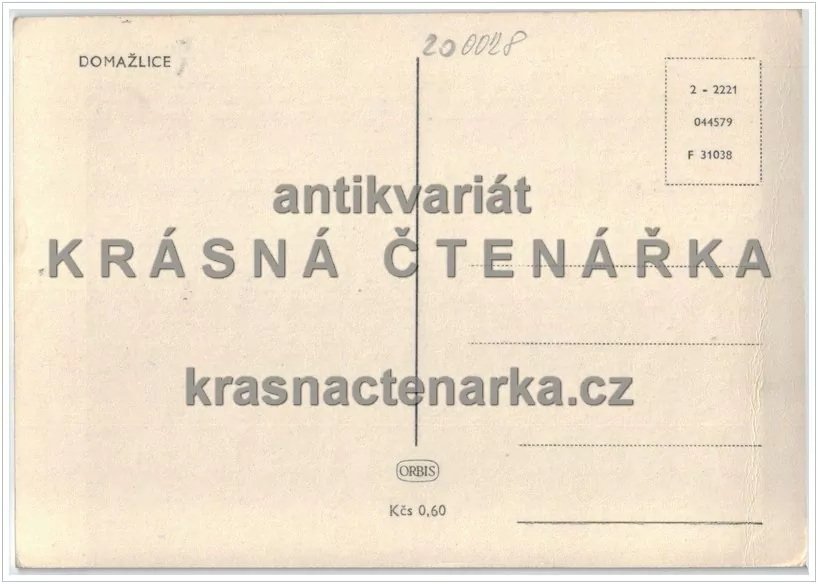 200028
DOMAŽLICE
2 - 2221
044579
F 31038
antikvariát
KRÁSNÁ ČTENÁŘKA
krasnactenarka.cz
ORBIS
Kčs 0,60